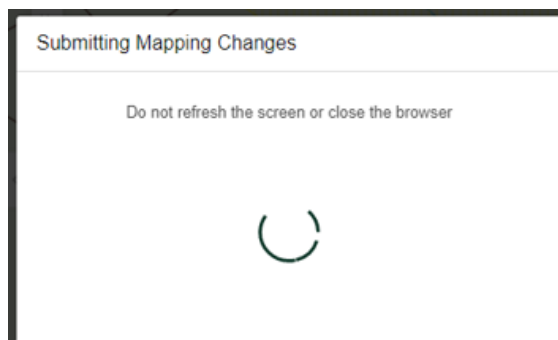 Submitting Mapping Changes
Do not refresh the screen or close the browser